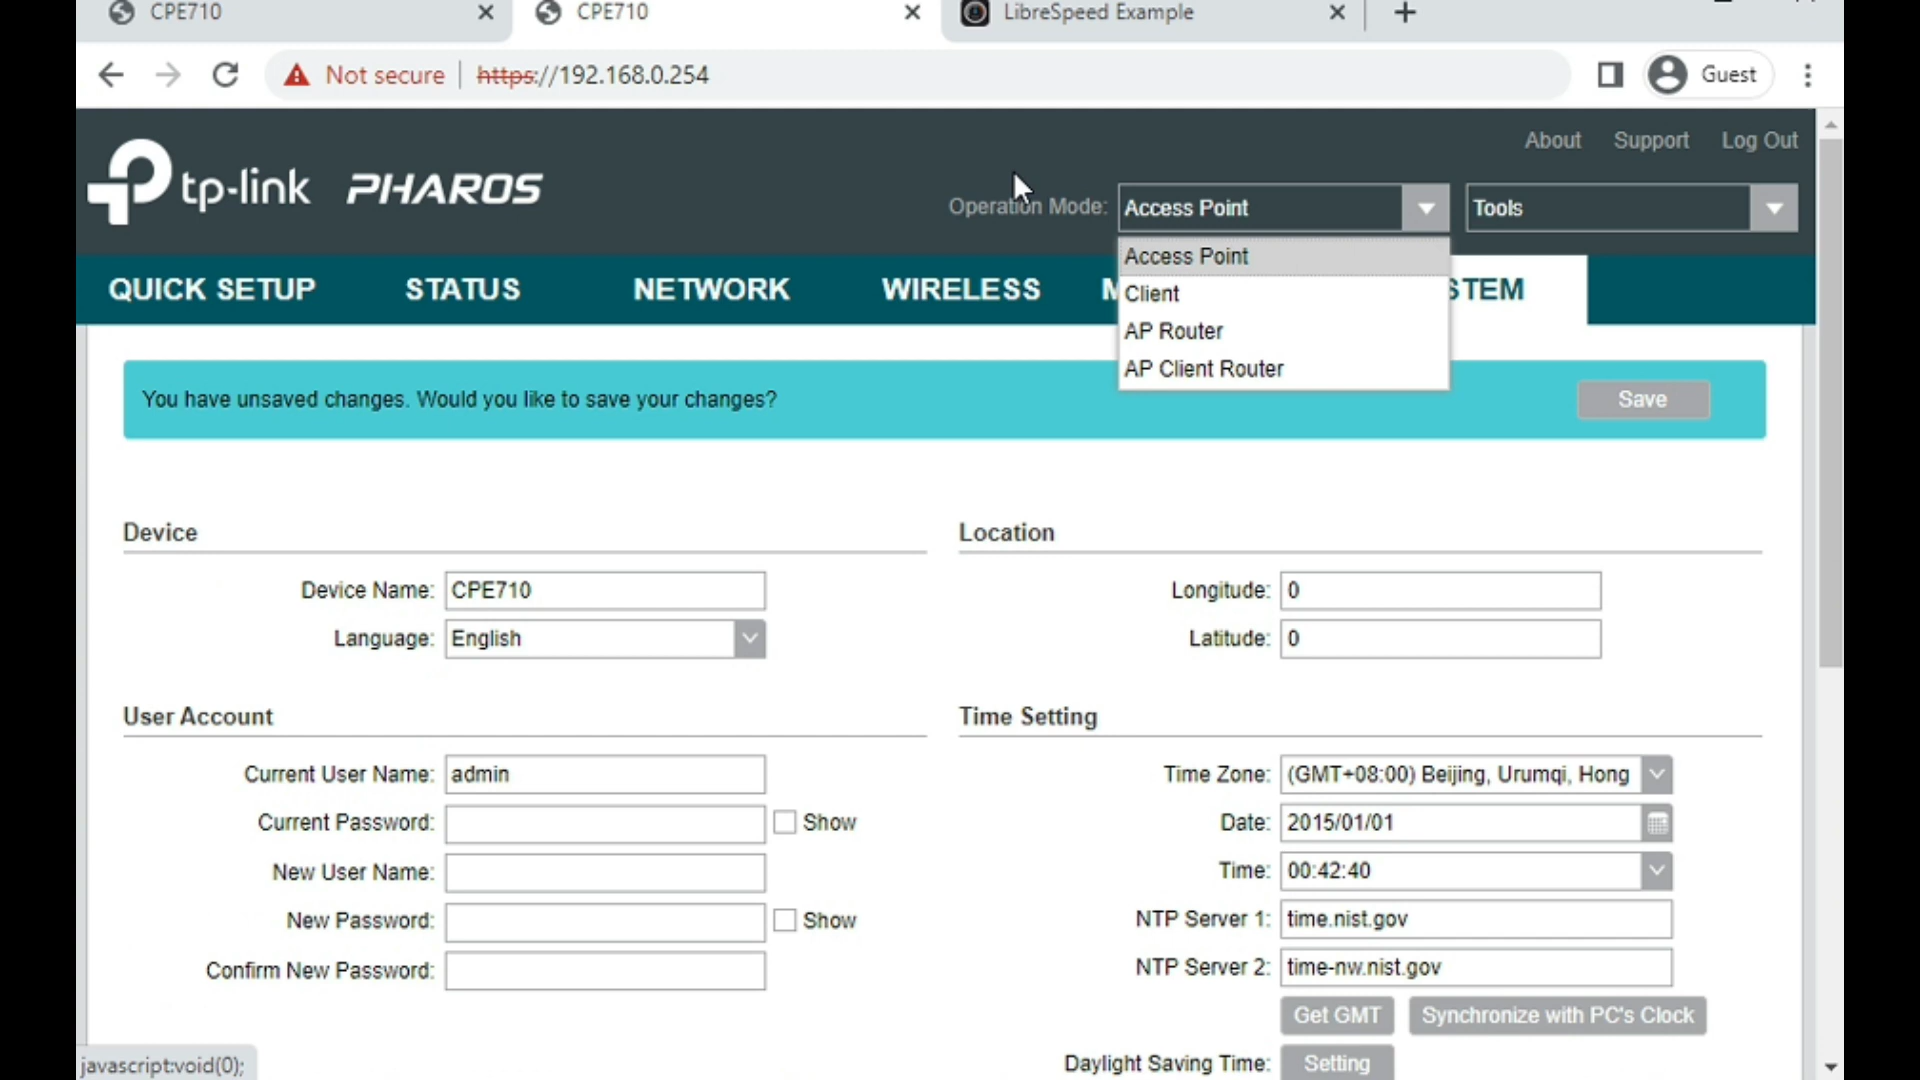 CPE710
CPE710
LibreSpeed Example
Not secure
https://192.168.0.254
Guest
About
Support
Log Out
tp-link PHAROS
Operation Mode:
Access Point
Tools
Access Point
Client
AP Router
AP Client Router
QUICK SETUP
STATUS
NETWORK
WIRELESS
M
STEM
You have unsaved changes. Would you like to save your changes?
Save
Device
Device Name: CPE710
Language: English
Location
Longitude: 0
Latitude: 0
User Account
Current User Name: admin
Current Password:
Show
New User Name:
New Password:
Show
Confirm New Password:
Time Setting
Time Zone: (GMT+08:00) Beijing, Urumqi, Hong
Date: 2015/01/01
Time: 00:42:40
NTP Server 1: time.nist.gov
NTP Server 2: time-nw.nist.gov
Get GMT
Synchronize with PC's Clock
Daylight Saving Time: Setting
javascript:void(0);